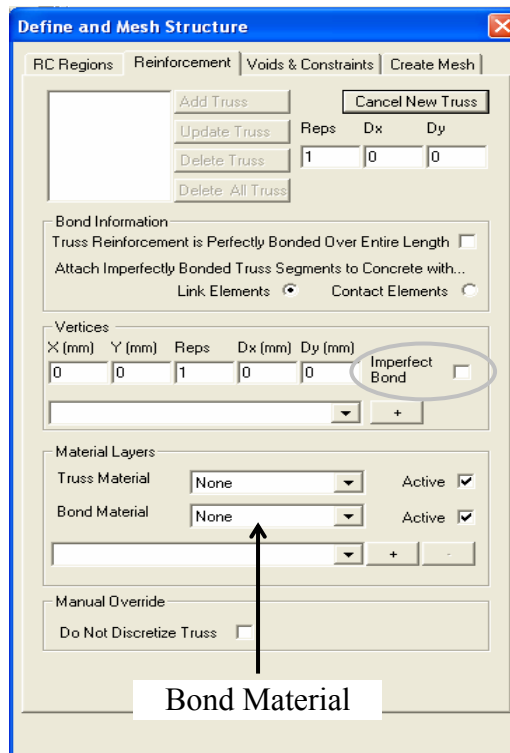 Define and Mesh Structure
RC Regions Reinforcement Voids & Constraints Create Mesh
Add Truss Cancel New Truss
Update Truss Reps Dx Dy
Delete Truss 1 0 0
Delete All Truss
Bond Information
Truss Reinforcement is Perfectly Bonded Over Entire Length
Attach Imperfectly Bonded Truss Segments to Concrete with...
Link Elements Contact Elements
Vertices
X (mm) Y (mm) Reps Dx (mm) Dy (mm)
0 0 1 0 0 Imperfect Bond
+
Material Layers
Truss Material None Active
Bond Material None Active
+ -
Manual Override
Do Not Discretize Truss
Bond Material